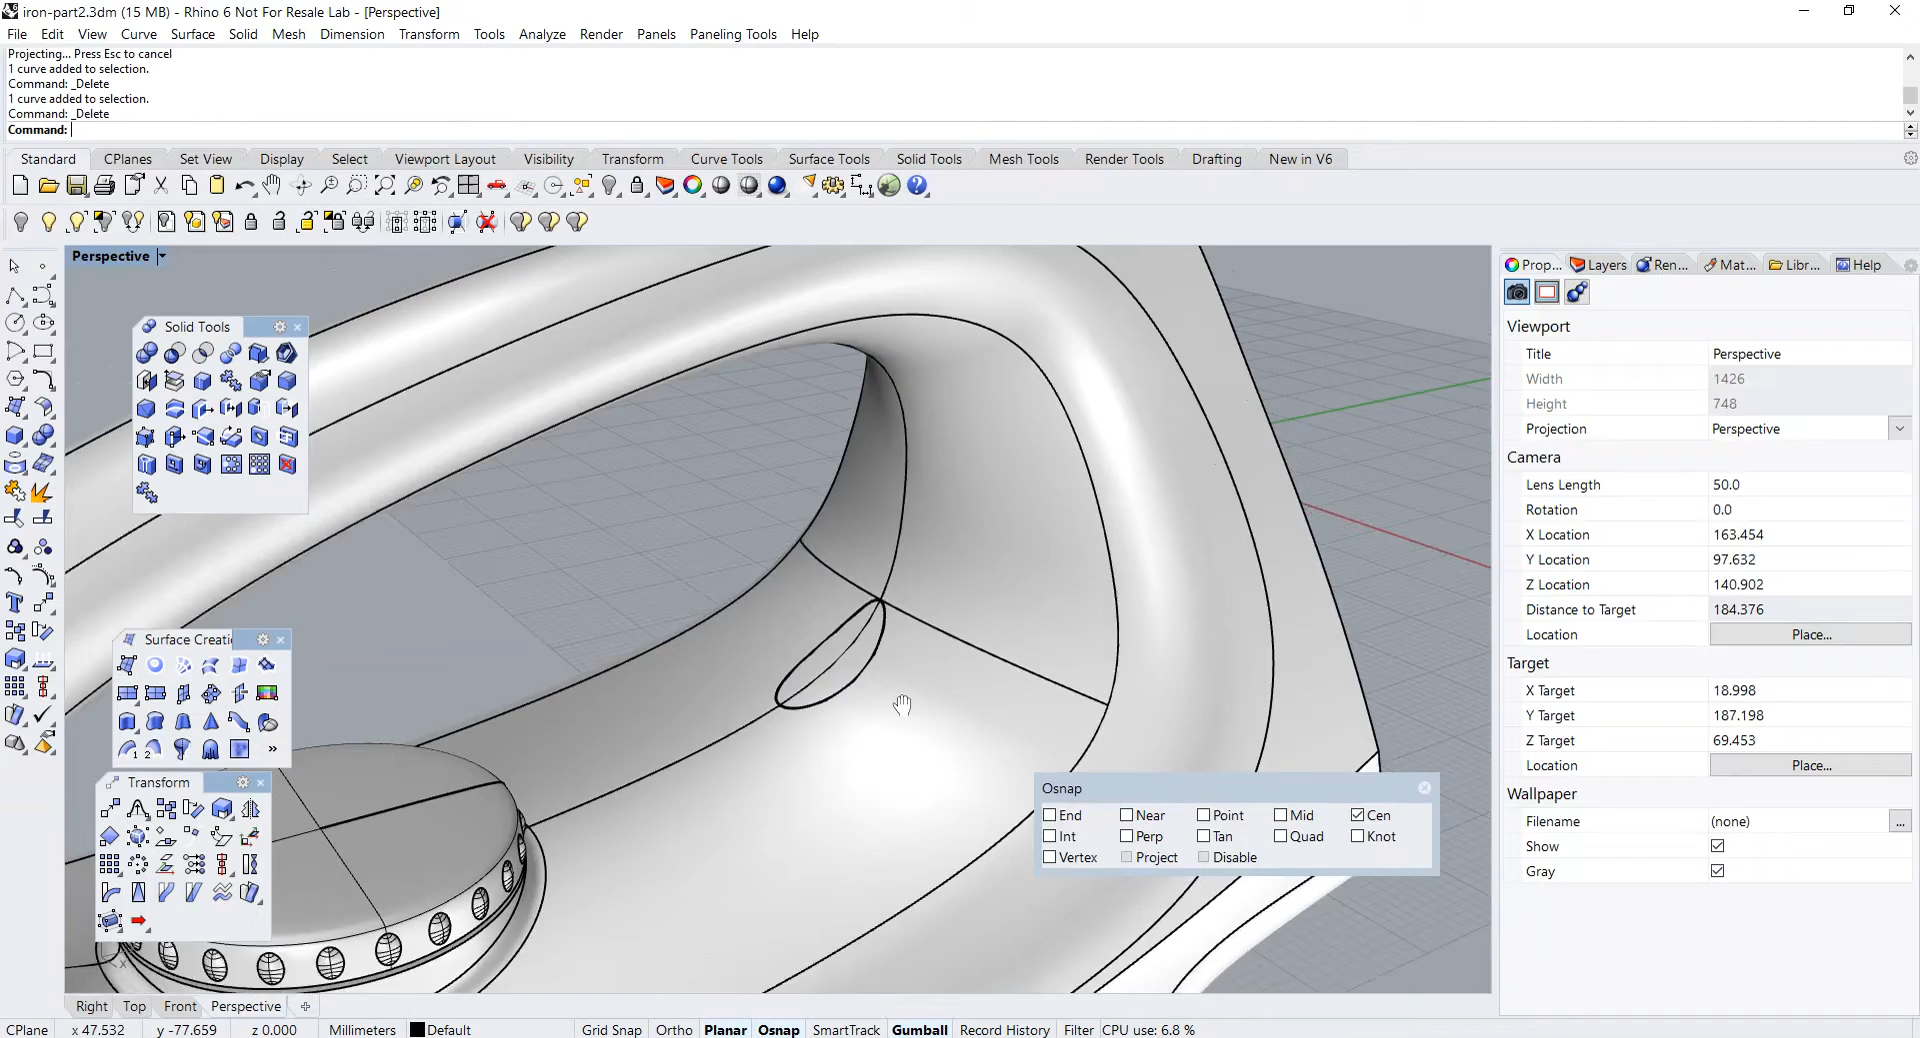 iron-part2.3dm (15 MB) - Rhino 6 Not For Resale Lab - [Perspective]
File Edit View Curve Surface Solid Mesh Dimension Transform Tools Analyze Render Panels Paneling Tools Help
Projecting... Press Esc to cancel
1 curve added to selection.
Command: _Delete
1 curve added to selection.
Command: _Delete
Command:
Standard CPlanes Set View Display Select Viewport Layout Visibility Transform Curve Tools Surface Tools Solid Tools Mesh Tools Render Tools Drafting New in V6
Perspective
Prop... Layers Ren... Mat... Libr... Help
Solid Tools
Viewport
Title Perspective
Width 1426
Height 748
Projection Perspective
Camera
Lens Length 50.0
Rotation 0.0
X Location 163.454
Y Location 97.632
Z Location 140.902
Distance to Target 184.376
Location Place...
Surface Creati
Target
X Target 18.998
Y Target 187.198
Z Target 69.453
Location Place...
Transform
Osnap
End Near Point Mid Cen
Int Perp Tan Quad Knot
Vertex Project Disable
Wallpaper
Filename (none) ...
Show
Gray
x
Right Top Front Perspective
CPlane x 47.532 y -77.659 z 0.000 Millimeters Default Grid Snap Ortho Planar Osnap SmartTrack Gumball Record History Filter CPU use: 6.8 %